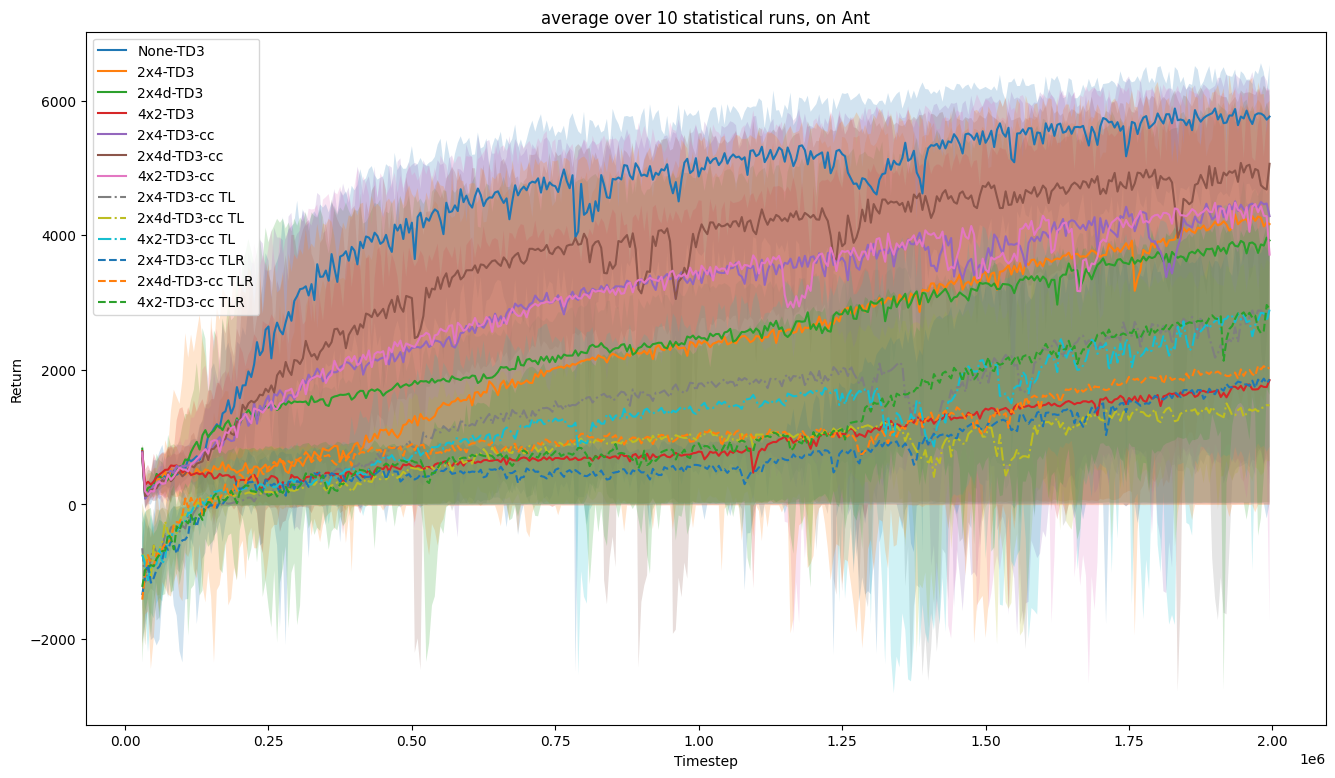 average over 10 statistical runs, on Ant
None-TD3
2x4-TD3
2x4d-TD3
4x2-TD3
2x4-TD3-cc
2x4d-TD3-cc
4x2-TD3-cc
2x4-TD3-cc TL
2x4d-TD3-cc TL
4x2-TD3-cc TL
2x4-TD3-cc TLR
2x4d-TD3-cc TLR
4x2-TD3-cc TLR
6000
4000
2000
0
−2000
Return
0.00 0.25 0.50 0.75 1.00 1.25 1.50 1.75 2.00
1e6
Timestep